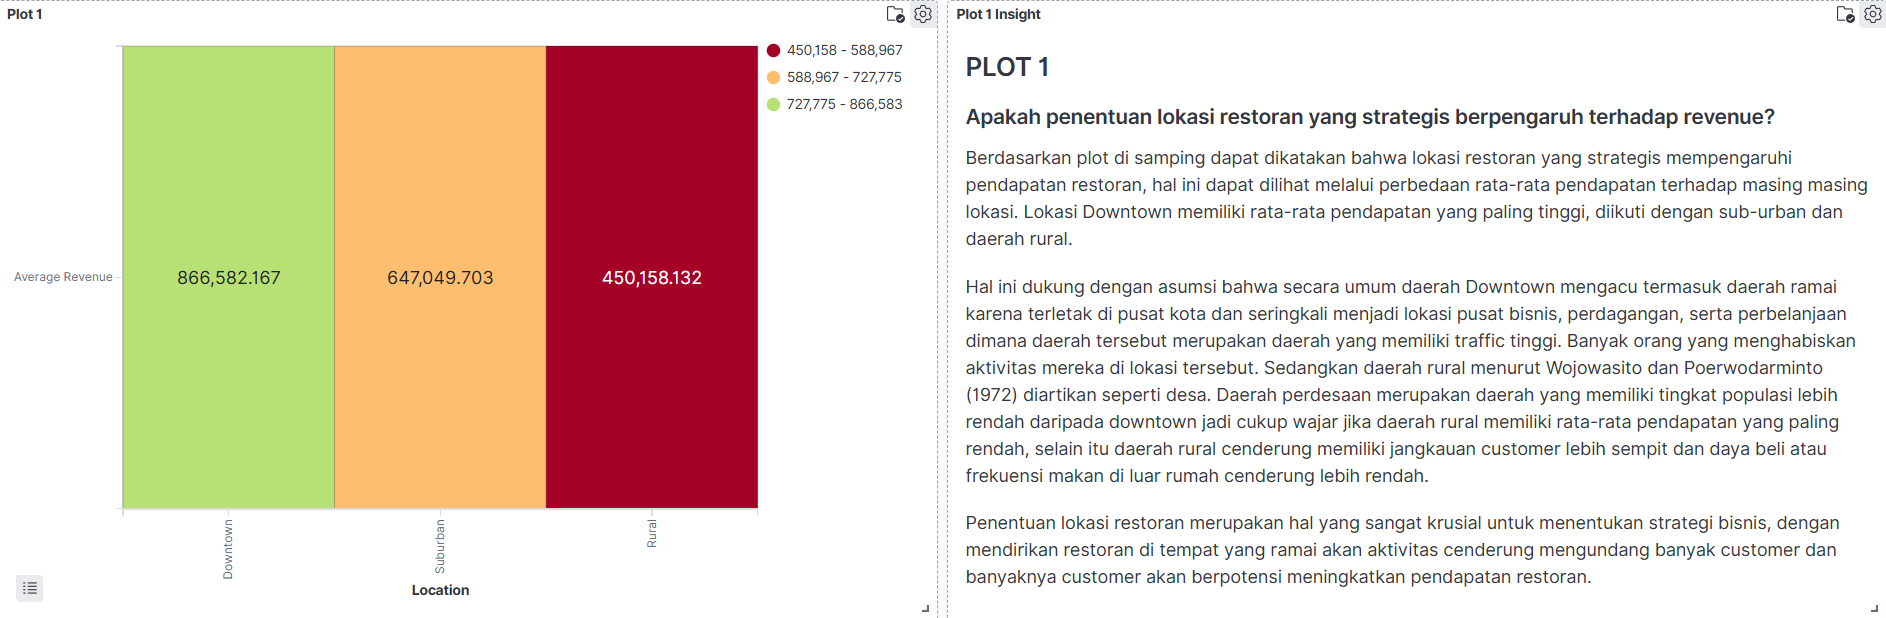 Plot 1
450,158 - 588,967
588,967 - 727,775
727,775 - 866,583
Average Revenue
866,582.167
647,049.703
450,158.132
Downtown
Suburban
Rural
Location
Plot 1 Insight
PLOT 1
Apakah penentuan lokasi restoran yang strategis berpengaruh terhadap revenue?
Berdasarkan plot di samping dapat dikatakan bahwa lokasi restoran yang strategis mempengaruhi
pendapatan restoran, hal ini dapat dilihat melalui perbedaan rata-rata pendapatan terhadap masing masing
lokasi. Lokasi Downtown memiliki rata-rata pendapatan yang paling tinggi, diikuti dengan sub-urban dan
daerah rural.
Hal ini dukung dengan asumsi bahwa secara umum daerah Downtown mengacu termasuk daerah ramai
karena terletak di pusat kota dan seringkali menjadi lokasi pusat bisnis, perdagangan, serta perbelanjaan
dimana daerah tersebut merupakan daerah yang memiliki traffic tinggi. Banyak orang yang menghabiskan
aktivitas mereka di lokasi tersebut. Sedangkan daerah rural menurut Wojowasito dan Poerwodarminto
(1972) diartikan seperti desa. Daerah perdesaan merupakan daerah yang memiliki tingkat populasi lebih
rendah daripada downtown jadi cukup wajar jika daerah rural memiliki rata-rata pendapatan yang paling
rendah, selain itu daerah rural cenderung memiliki jangkauan customer lebih sempit dan daya beli atau
frekuensi makan di luar rumah cenderung lebih rendah.
Penentuan lokasi restoran merupakan hal yang sangat krusial untuk menentukan strategi bisnis, dengan
mendirikan restoran di tempat yang ramai akan aktivitas cenderung mengundang banyak customer dan
banyaknya customer akan berpotensi meningkatkan pendapatan restoran.